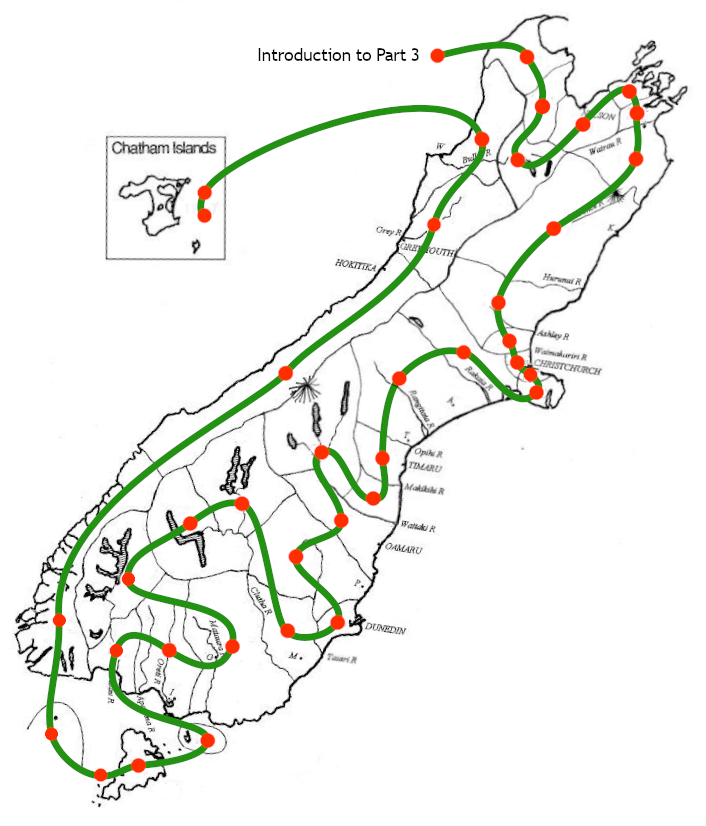 Introduction to Part 3
Chatham Islands
NELSON
W
Buller R
Wairau R
Grey R
GREYMOUTH
K
HOKITIKA
Hurunui R
Ashley R
Waimakariri R
CHRISTCHURCH
Rakaia R
Rangitata R
A
T
Opihi R
TIMARU
Makikihi R
Waitaki R
OAMARU
P
Clutha R
DUNEDIN
Mataura R
G
M
Taieri R
Oreti R
I
Aparima R